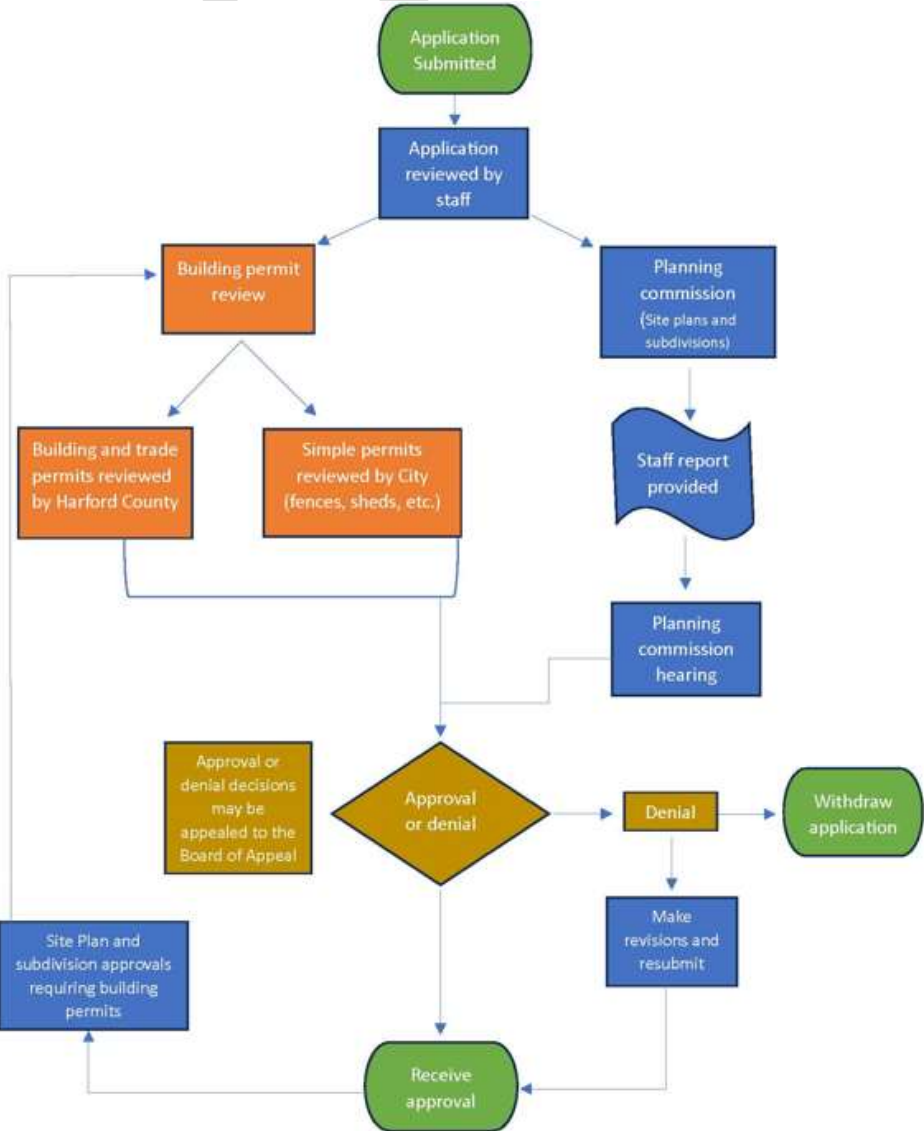 Application
Submitted
Application
reviewed by
staff
Building permit
review
Planning
commission
(Site plans and
subdivisions)
Building and trade
permits reviewed
by Harford County
Simple permits
reviewed by City
(fences, sheds, etc.)
Staff report
provided
Planning
commission
hearing
Approval or
denial decisions
may be
appealed to the
Board of Appeal
Approval
or denial
Denial
Withdraw
application
Make
revisions and
resubmit
Site Plan and
subdivision approvals
requiring building
permits
Receive
approval